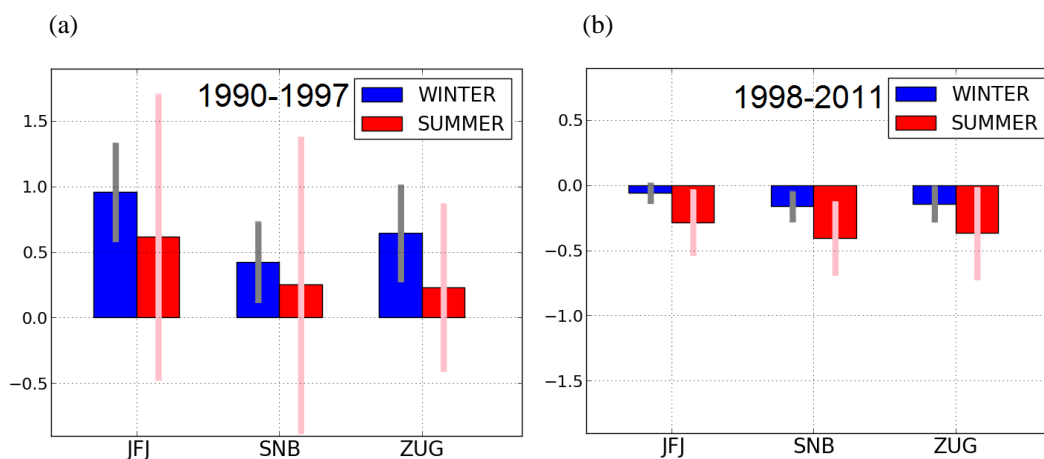 (a)
(b)
1990-1997
WINTER
SUMMER
1.5
1.0
0.5
0.0
−0.5
JFJ SNB ZUG
1998-2011
WINTER
SUMMER
0.5
0.0
−0.5
−1.0
−1.5
JFJ SNB ZUG